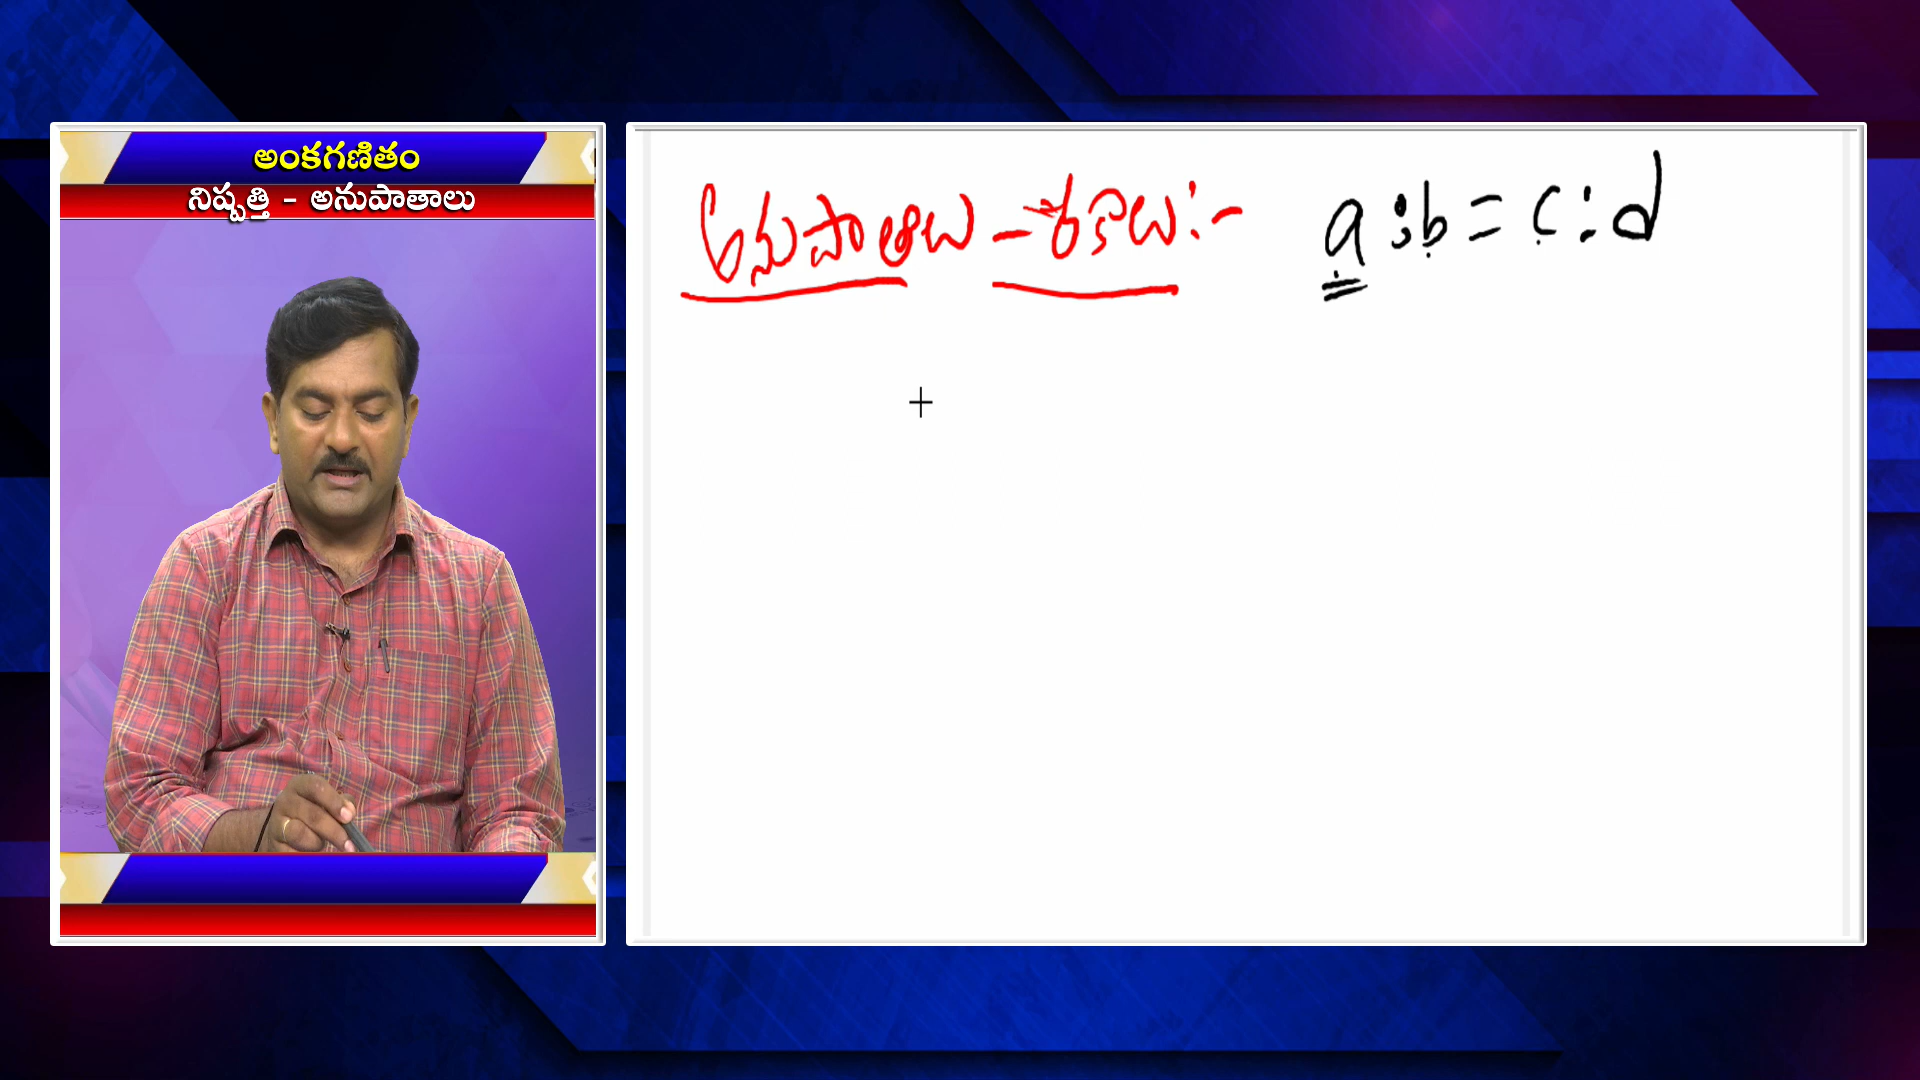 అంకగణితం
నిష్పత్తి - అనుపాతాలు
అనుపాతాలు - రకాలు :- a : b = c : d